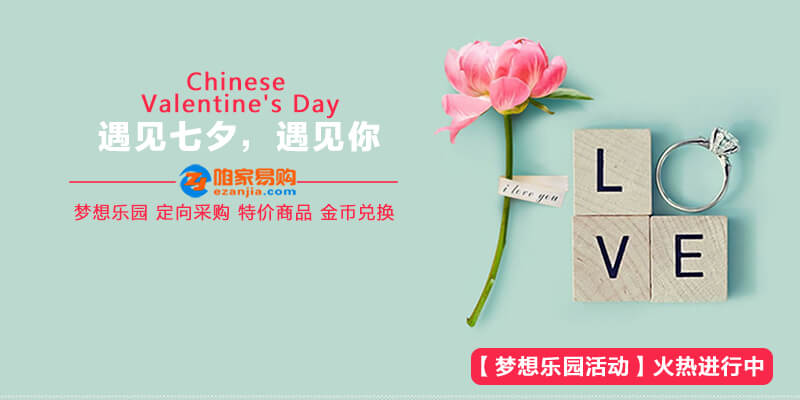 Chinese
Valentine's Day
遇见七夕，遇见你
咱家易购
ezanjia.com
梦想乐园 定向采购 特价商品 金币兑换
i love you
L
VE
【梦想乐园活动】火热进行中